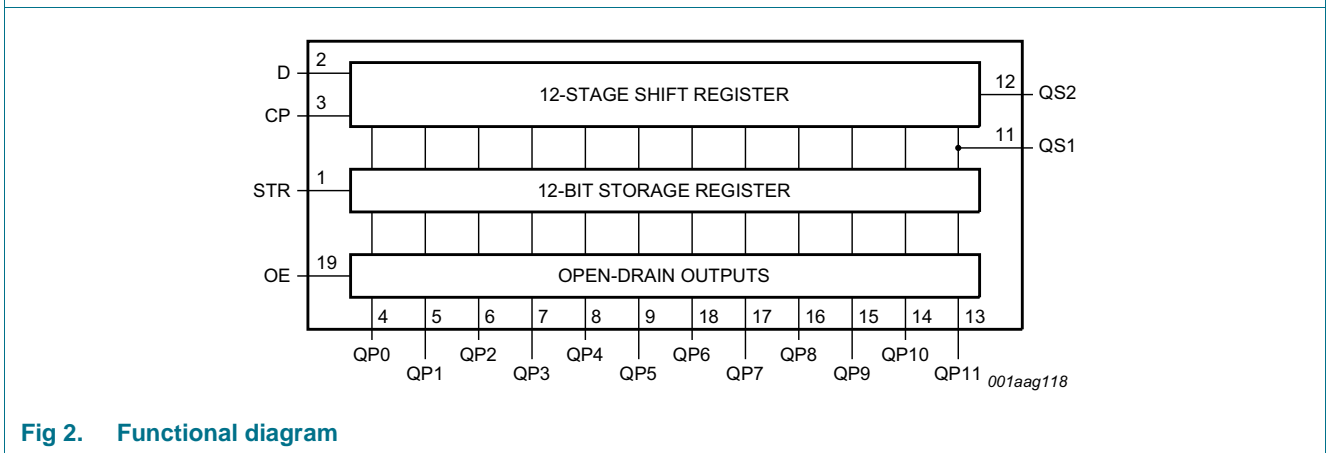 2
D
12-STAGE SHIFT REGISTER
12
QS2
3
CP
11
QS1
1
STR
12-BIT STORAGE REGISTER
19
OE
OPEN-DRAIN OUTPUTS
4 5 6 7 8 9 18 17 16 15 14 13
QP0 QP2 QP4 QP6 QP8 QP10
QP1 QP3 QP5 QP7 QP9 QP11
001aag118
Fig 2. Functional diagram